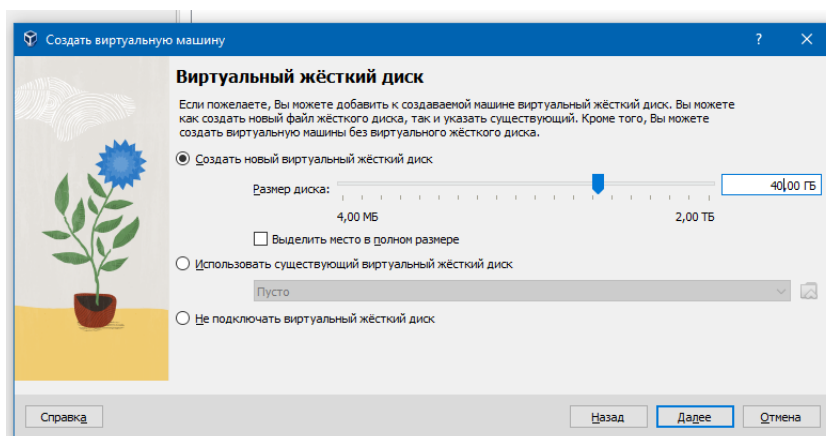 Создать виртуальную машину
?
Виртуальный жёсткий диск
Если пожелаете, Вы можете добавить к создаваемой машине виртуальный жёсткий диск. Вы можете
как создать новый файл жёсткого диска, так и указать существующий. Кроме того, Вы можете
создать виртуальную машины без виртуального жёсткого диска.
Создать новый виртуальный жёсткий диск
Размер диска:
40,00 ГБ
4,00 МБ
2,00 ТБ
Выделить место в полном размере
Использовать существующий виртуальный жёсткий диск
Пусто
Не подключать виртуальный жёсткий диск
Справка
Назад
Далее
Отмена